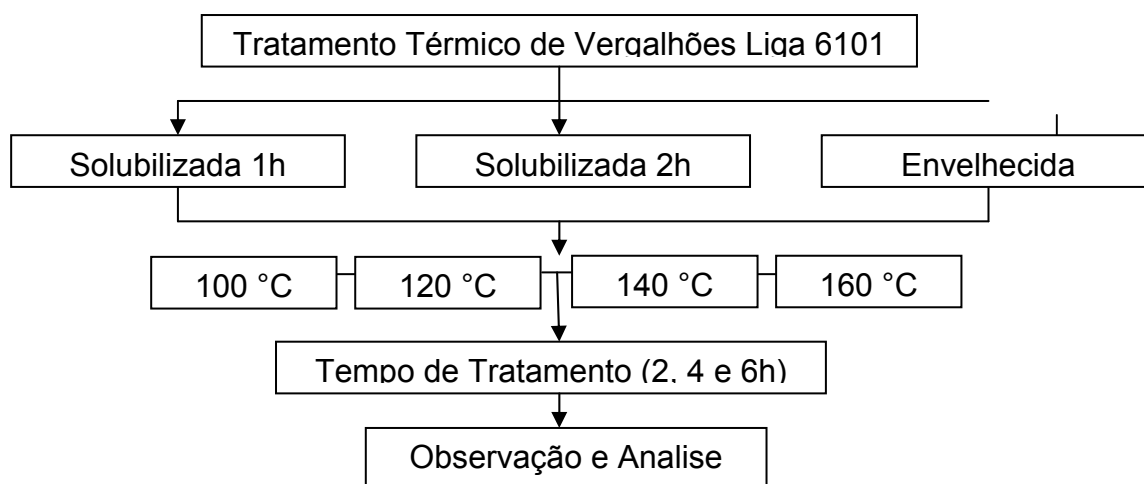 Tratamento Térmico de Vergalhões Liga 6101
Solubilizada 1h
Solubilizada 2h
Envelhecida
100 °C
120 °C
140 °C
160 °C
Tempo de Tratamento (2, 4 e 6h)
Observação e Analise